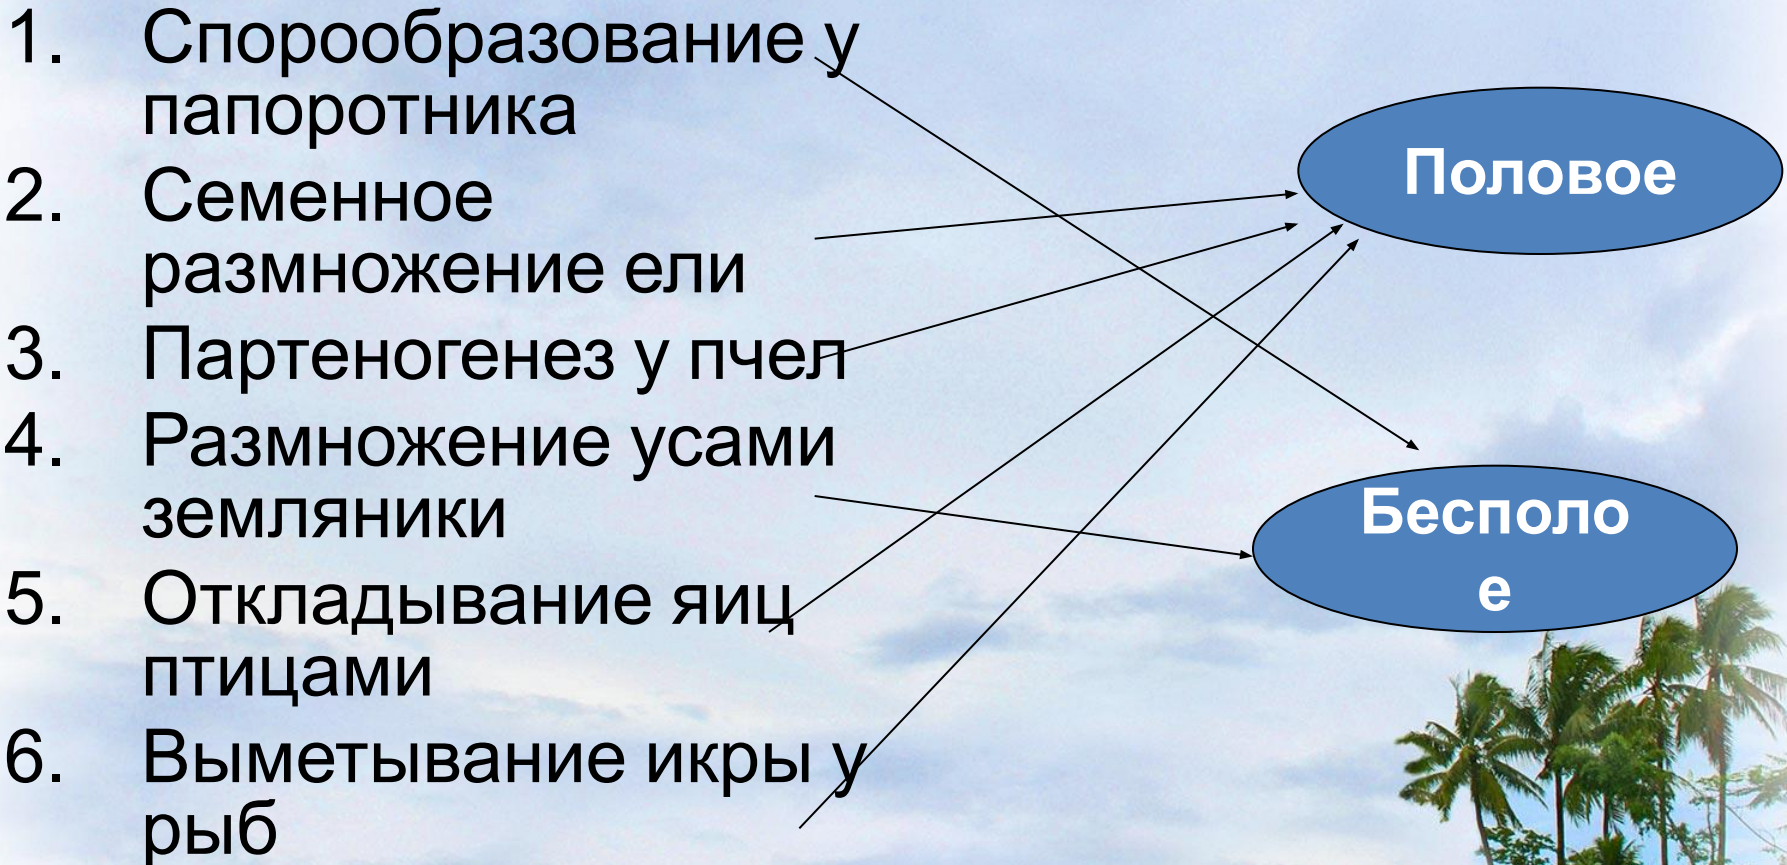 1. Спорообразование у
папоротника
2. Семенное
размножение ели
3. Партеногенез у пчел
4. Размножение усами
земляники
5. Откладывание яиц
птицами
6. Выметывание икры у
рыб
Половое
Бесполо
е